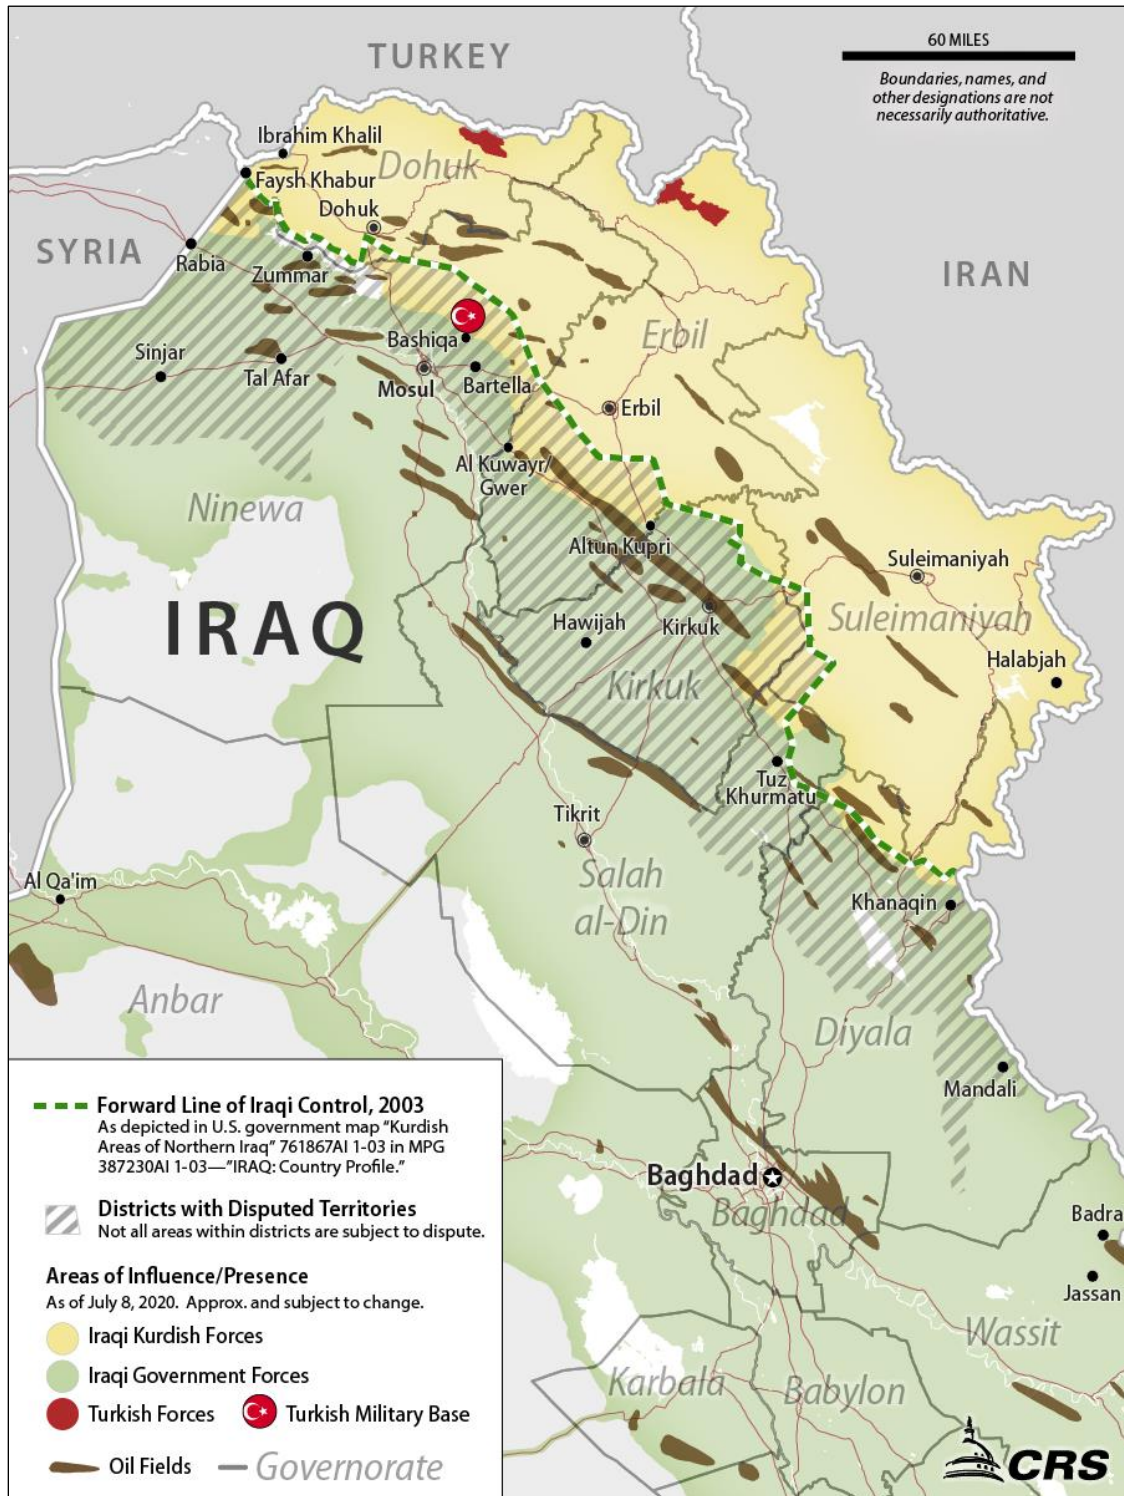 TURKEY
60 MILES
Boundaries, names, and
other designations are not
necessarily authoritative.
Ibrahim Khalil
Dohuk
Faysh Khabur
Dohuk
SYRIA
Rabia
Zummar
IRAN
Erbil
Bashiqa
Sinjar
Tal Afar
Mosul
Bartella
Erbil
Al Kuwayr/
Gwer
Ninewa
Altun Kupri
Suleimaniyah
IRAQ
Hawijah
Kirkuk
Suleimaniyah
Halabjah
Kirkuk
Tuz
Khurmatu
Tikrit
Salah
al-Din
Al Qa'im
Khanaqin
Anbar
Diyala
Mandali
Baghdad
Baghdad
Badra
Jassan
Wassit
Karbala
Babylon
Forward Line of Iraqi Control, 2003
As depicted in U.S. government map “Kurdish
Areas of Northern Iraq” 761867AI 1-03 in MPG
387230AI 1-03—”IRAQ: Country Profile.”
Districts with Disputed Territories
Not all areas within districts are subject to dispute.
Areas of Influence/Presence
As of July 8, 2020. Approx. and subject to change.
Iraqi Kurdish Forces
Iraqi Government Forces
Turkish Forces
Turkish Military Base
Oil Fields
Governorate
CRS